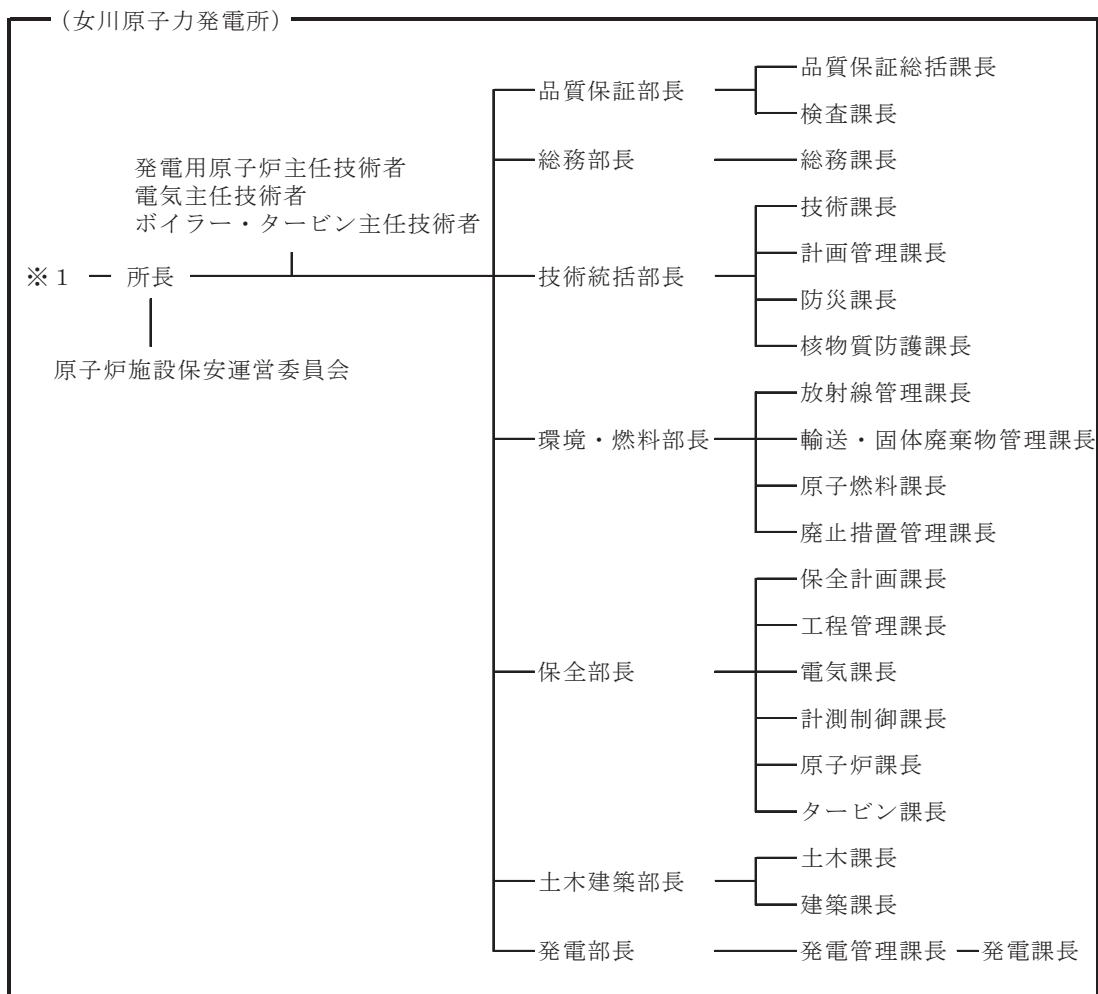 (女川原子力発電所)
品質保証部長
品質保証総括課長
検査課長
総務部長
総務課長
発電用原子炉主任技術者
電気主任技術者
ボイラー・タービン主任技術者
※1
所長
原子炉施設保安運営委員会
技術統括部長
技術課長
計画管理課長
防災課長
核物質防護課長
環境・燃料部長
放射線管理課長
輸送・固体廃棄物管理課長
原子燃料課長
廃止措置管理課長
保全部長
保全計画課長
工程管理課長
電気課長
計測制御課長
原子炉課長
タービン課長
土木建築部長
土木課長
建築課長
発電部長
発電管理課長
発電課長